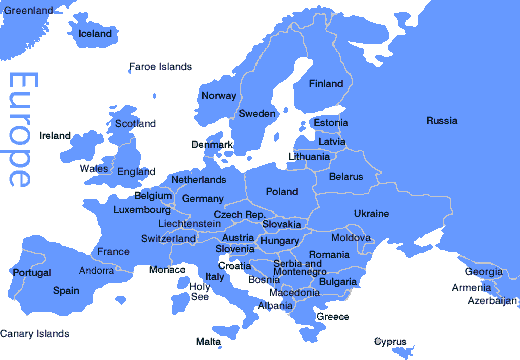 Greenland
Iceland
Faroe Islands
Europe
Norway
Finland
Sweden
Russia
Scotland
Estonia
Ireland
Denmark
Latvia
Lithuania
Wales
England
Belarus
Netherlands
Poland
Belgium
Germany
Luxembourg
Czech Rep.
Ukraine
Liechtenstein
Slovakia
Switzerland
Austria
Hungary
Moldova
France
Slovenia
Romania
Andorra
Monaco
Croatia
Serbia and
Montenegro
Portugal
Italy
Bosnia
Bulgaria
Georgia
Spain
Holy
See
Macedonia
Armenia
Albania
Azerbaijan
Greece
Canary Islands
Malta
Cyprus